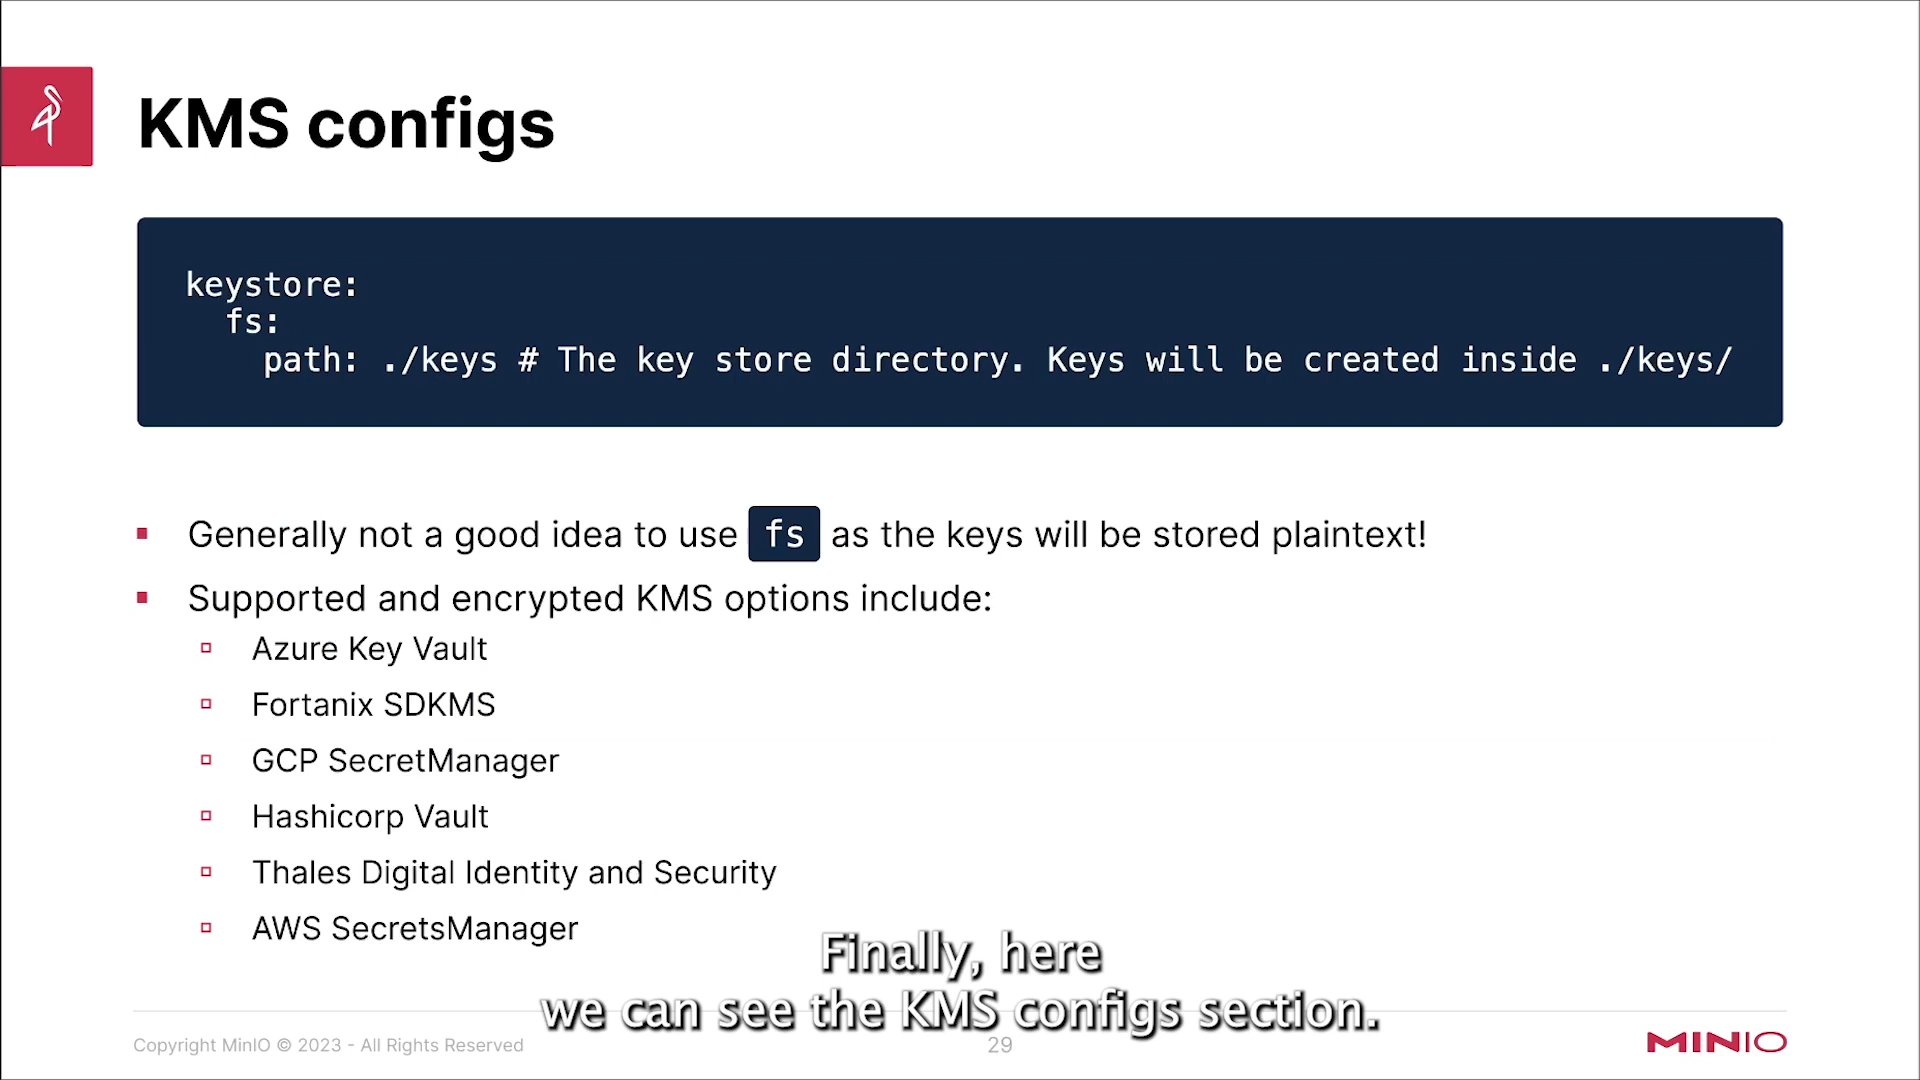 KMS configs
keystore:
  fs:
    path: ./keys # The key store directory. Keys will be created inside ./keys/
Generally not a good idea to use fs as the keys will be stored plaintext!
Supported and encrypted KMS options include:
Azure Key Vault
Fortanix SDKMS
GCP SecretManager
Hashicorp Vault
Thales Digital Identity and Security
AWS SecretsManager
Finally, here
we can see the KMS configs section.
Copyright MinIO © 2023 - All Rights Reserved
29
MINIO